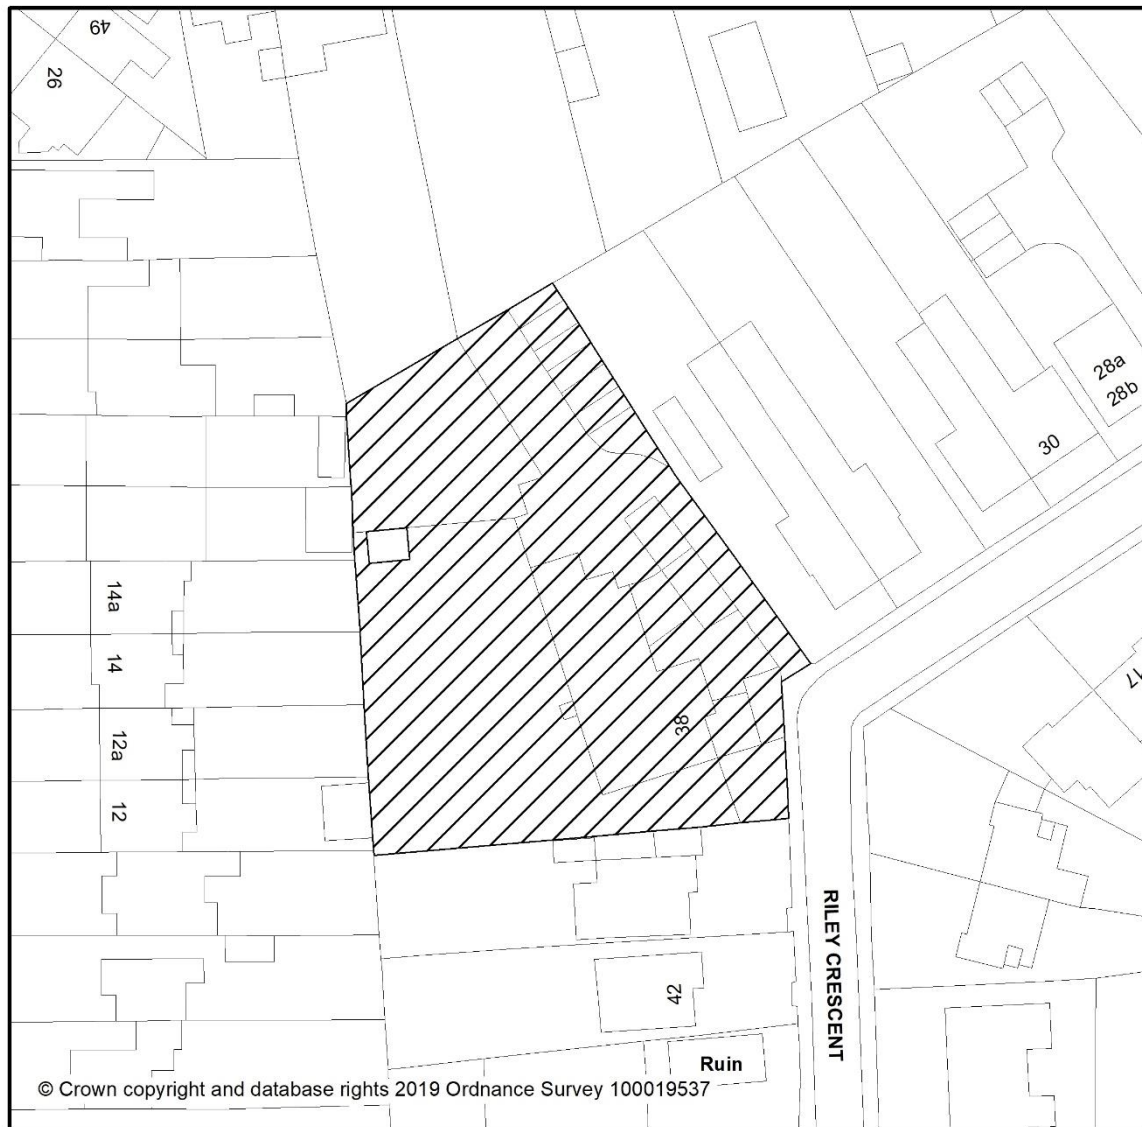 49
26
28a
28b
30
14a
14
17
38
12a
12
RILEY CRESCENT
42
Ruin
© Crown copyright and database rights 2019 Ordnance Survey 100019537